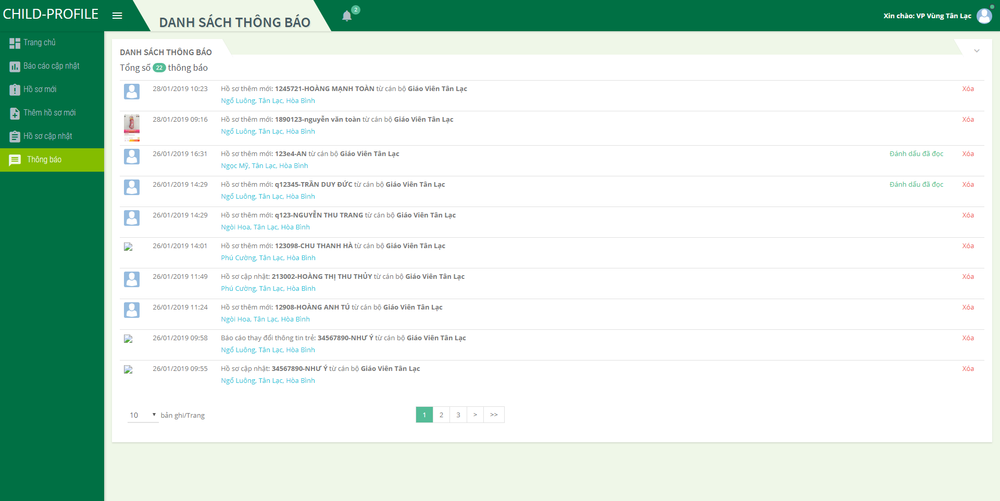 CHILD-PROFILE
DANH SÁCH THÔNG BÁO
2
Xin chào: VP Vùng Tân Lạc
Trang chủ
Báo cáo cập nhật
Hồ sơ mới
Thêm hồ sơ mới
Hồ sơ cập nhật
Thông báo
DANH SÁCH THÔNG BÁO
Tổng số 22 thông báo
28/01/2019 10:23 Hồ sơ thêm mới: 1245721-HOÀNG MẠNH TOÀN từ cán bộ Giáo Viên Tân Lạc Xóa
Ngổ Luông, Tân Lạc, Hòa Bình
28/01/2019 09:16 Hồ sơ thêm mới: 1890123-nguyễn văn toàn từ cán bộ Giáo Viên Tân Lạc Xóa
Ngổ Luông, Tân Lạc, Hòa Bình
26/01/2019 16:31 Hồ sơ thêm mới: 123e4-AN từ cán bộ Giáo Viên Tân Lạc Đánh dấu đã đọc Xóa
Ngọc Mỹ, Tân Lạc, Hòa Bình
26/01/2019 14:29 Hồ sơ thêm mới: q12345-TRẦN DUY ĐỨC từ cán bộ Giáo Viên Tân Lạc Đánh dấu đã đọc Xóa
Ngổ Luông, Tân Lạc, Hòa Bình
26/01/2019 14:29 Hồ sơ thêm mới: q123-NGUYỄN THU TRANG từ cán bộ Giáo Viên Tân Lạc Xóa
Ngòi Hoa, Tân Lạc, Hòa Bình
26/01/2019 14:01 Hồ sơ thêm mới: 123098-CHU THANH HÀ từ cán bộ Giáo Viên Tân Lạc Xóa
Phú Cường, Tân Lạc, Hòa Bình
26/01/2019 11:49 Hồ sơ cập nhật: 213002-HOÀNG THỊ THU THỦY từ cán bộ Giáo Viên Tân Lạc Xóa
Phú Cường, Tân Lạc, Hòa Bình
26/01/2019 11:24 Hồ sơ thêm mới: 12908-HOÀNG ANH TÚ từ cán bộ Giáo Viên Tân Lạc Xóa
Ngòi Hoa, Tân Lạc, Hòa Bình
26/01/2019 09:58 Báo cáo thay đổi thông tin trẻ: 34567890-NHƯ Ý từ cán bộ Giáo Viên Tân Lạc Xóa
Ngổ Luông, Tân Lạc, Hòa Bình
26/01/2019 09:55 Hồ sơ cập nhật: 34567890-NHƯ Ý từ cán bộ Giáo Viên Tân Lạc Xóa
Ngổ Luông, Tân Lạc, Hòa Bình
10 bản ghi/Trang 1 2 3 > >>